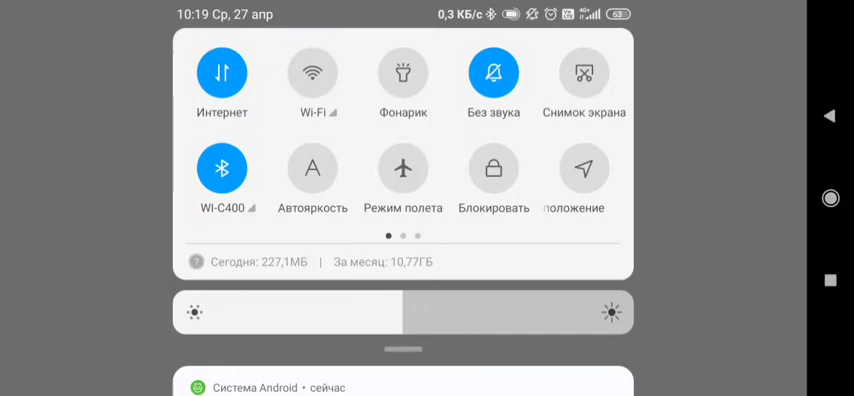 10:19 Ср, 27 апр
0,3 КБ/с 4G+ 63
Интернет Wi-Fi Фонарик Без звука Снимок экрана
WI-C400 Автояркость Режим полета Блокировать положение
Сегодня: 227,1МБ | За месяц: 10,77ГБ
Система Android • сейчас